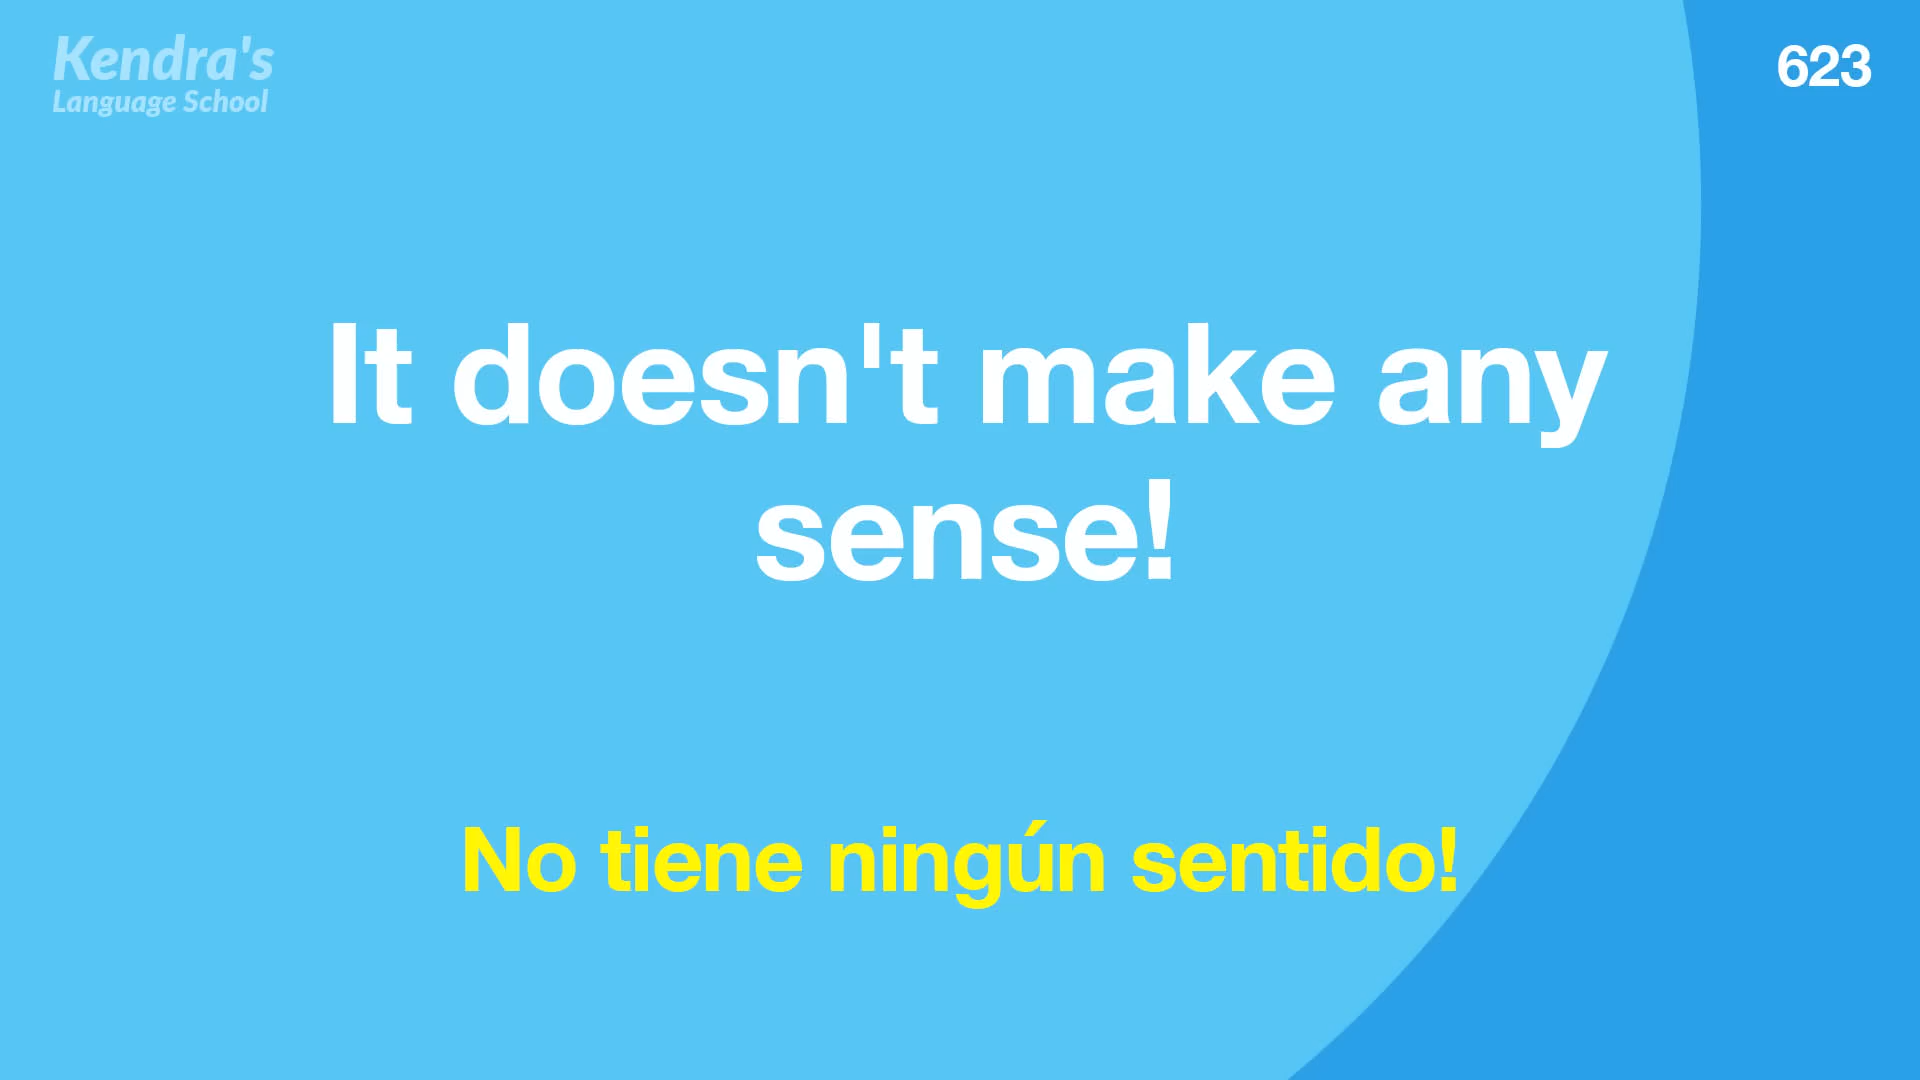 Kendra's
Language School
623
It doesn't make any
sense!
No tiene ningún sentido!